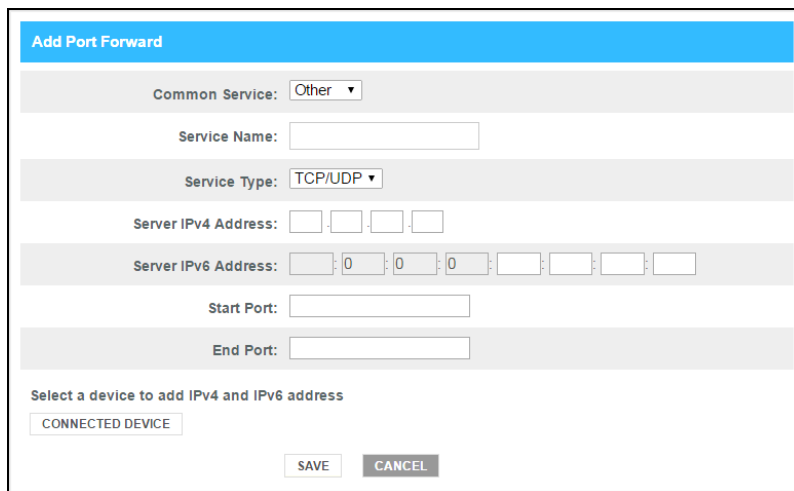 Add Port Forward
Common Service: Other ▼
Service Name:
Service Type: TCP/UDP ▼
Server IPv4 Address: . . .
Server IPv6 Address: : 0 : 0 : 0 : : : :
Start Port:
End Port:
Select a device to add IPv4 and IPv6 address
CONNECTED DEVICE
SAVE CANCEL